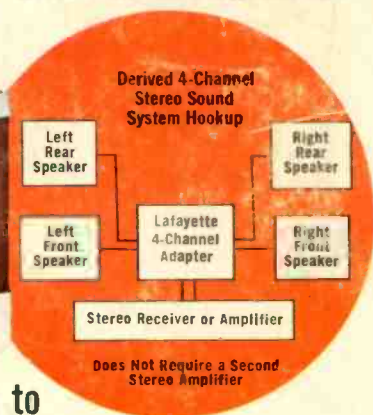 Derived 4-Channel
Stereo Sound
System Hookup
Left
Rear
Speaker
Right
Rear
Speaker
Left
Front
Speaker
Lafayette
4-Channel
Adapter
Right
Front
Speaker
Stereo Receiver or Amplifier
Does Not Require a Second
Stereo Amplifier
to